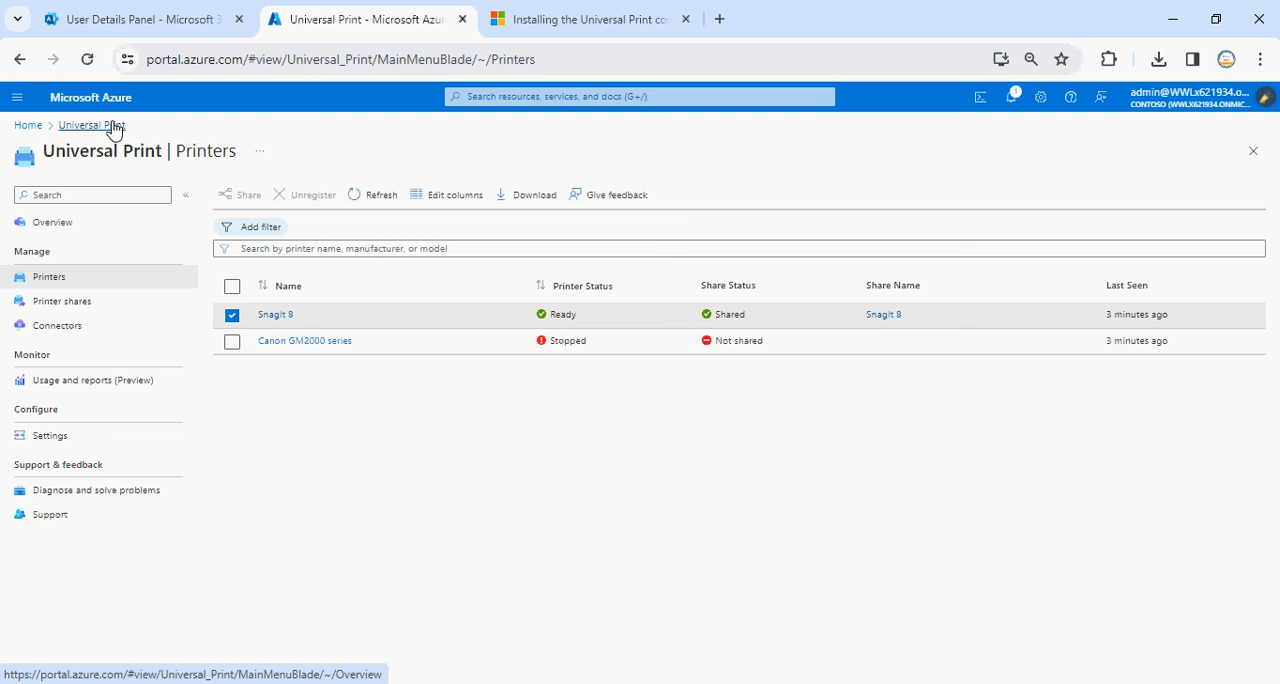 User Details Panel - Microsoft 3
Universal Print - Microsoft Azur
Installing the Universal Print co
portal.azure.com/#view/Universal_Print/MainMenuBlade/~/Printers
Microsoft Azure
Search resources, services, and docs (G+/)
1
admin@WWLx621934.o...
CONTOSO (WWLX621934.ONMIC...
Home > Universal Print
Universal Print | Printers ...
Search
Share
Unregister
Refresh
Edit columns
Download
Give feedback
Overview
Add filter
Manage
Search by printer name, manufacturer, or model
Printers
Name
Printer Status
Share Status
Share Name
Last Seen
Printer shares
SnagIt 8
Ready
Shared
SnagIt 8
3 minutes ago
Connectors
Canon GM2000 series
Stopped
Not shared
3 minutes ago
Monitor
Usage and reports (Preview)
Configure
Settings
Support & feedback
Diagnose and solve problems
Support
https://portal.azure.com/#view/Universal_Print/MainMenuBlade/~/Overview